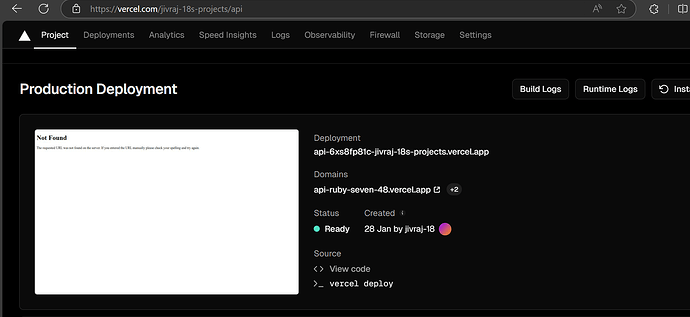 https://vercel.com/jivraj-18s-projects/api
Project Deployments Analytics Speed Insights Logs Observability Firewall Storage Settings
Production Deployment
Build Logs Runtime Logs Insta
Not Found
The requested URL was not found on the server. If you entered the URL manually please check your spelling and try again.
Deployment
api-6xs8fp81c-jivraj-18s-projects.vercel.app
Domains
api-ruby-seven-48.vercel.app +2
Status Created
Ready 28 Jan by jivraj-18
Source
View code
vercel deploy